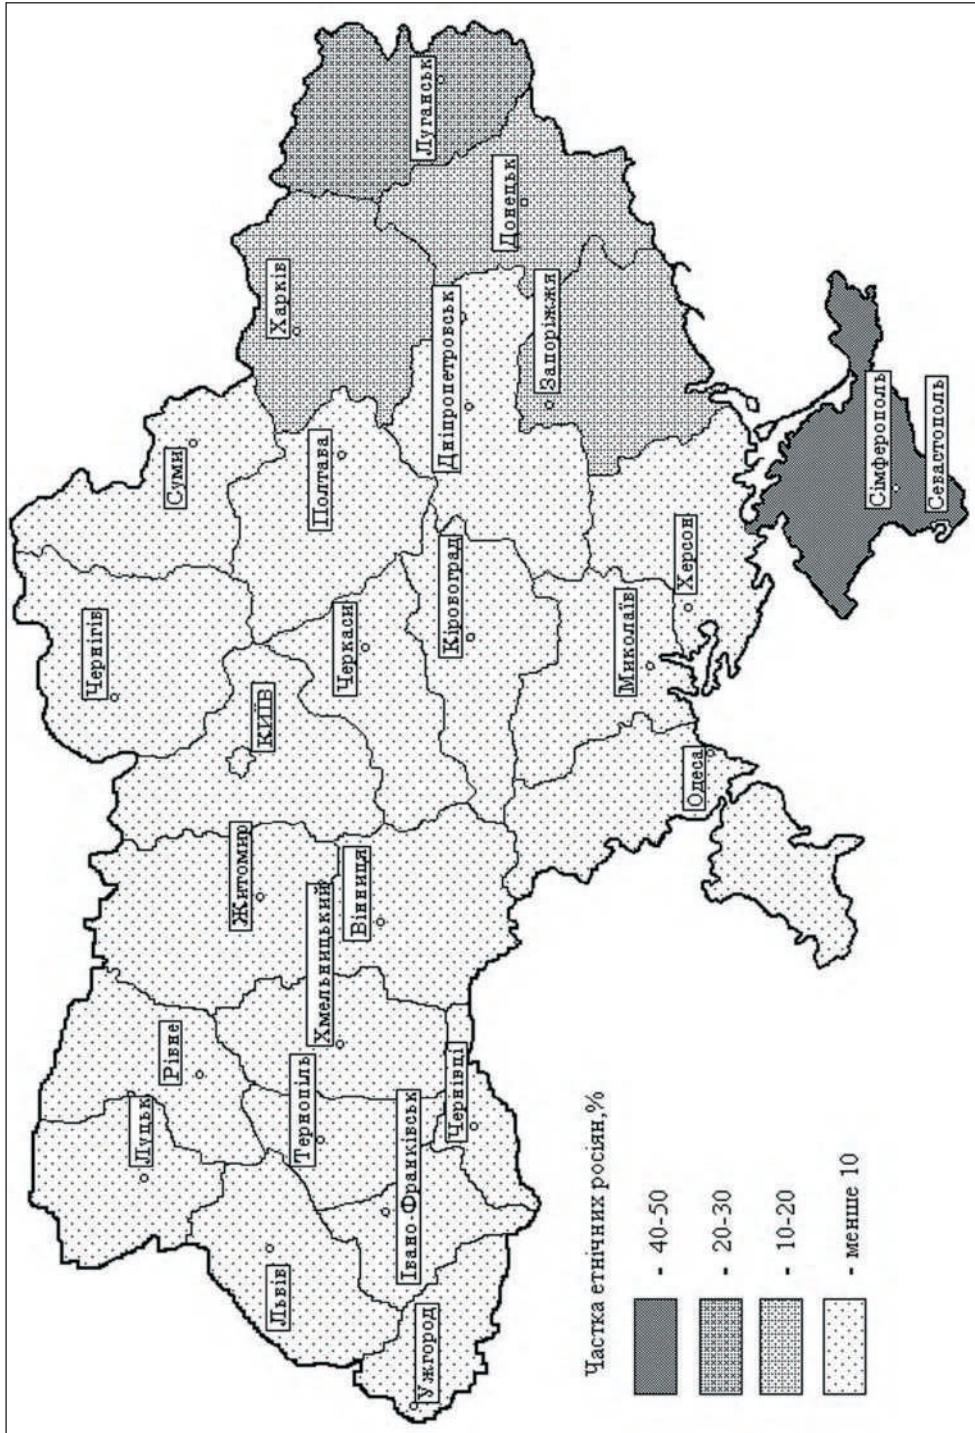 Чернігів
Суми
Луцьк
Рівне
Житомир
КИЇВ
Харків
Львів
Тернопіль
Хмельницький
Вінниця
Черкаси
Полтава
Луганськ
Ужгород
Івано-Франківськ
Чернівці
Кіровоград
Дніпропетровськ
Донецьк
Запоріжжя
Миколаїв
Херсон
Одеса
Сімферополь
Севастополь
Частка етнічних росіян,%
- 40-50
- 20-30
- 10-20
- менше 10